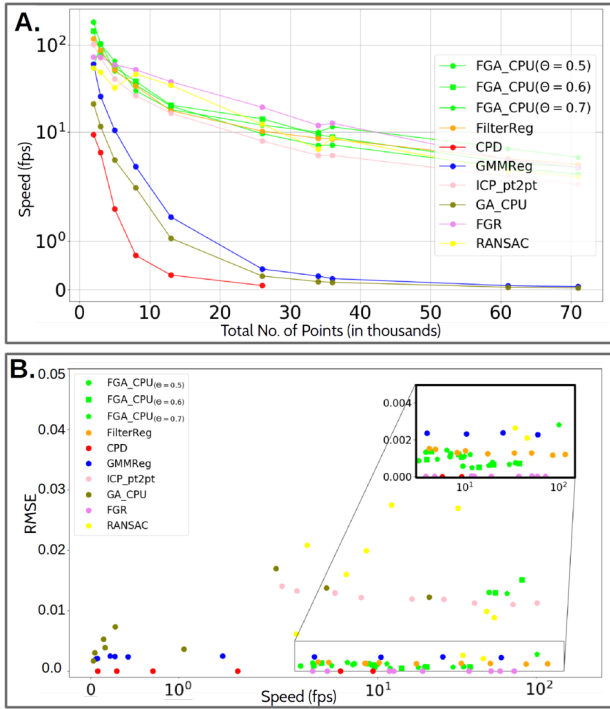 A.
10²
10¹
10⁰
0
Speed (fps)
FGA_CPU(Θ = 0.5)
FGA_CPU(Θ = 0.6)
FGA_CPU(Θ = 0.7)
FilterReg
CPD
GMMReg
ICP_pt2pt
GA_CPU
FGR
RANSAC
0 10 20 30 40 50 60 70
Total No. of Points (in thousands)
B.
0.05
0.04
0.03
0.02
0.01
0.0
RMSE
FGA_CPU(Θ = 0.5)
FGA_CPU(Θ = 0.6)
FGA_CPU(Θ = 0.7)
FilterReg
CPD
GMMReg
ICP_pt2pt
GA_CPU
FGR
RANSAC
0.004
0.002
0.000
10¹ 10²
0 10⁰ 10¹ 10²
Speed (fps)